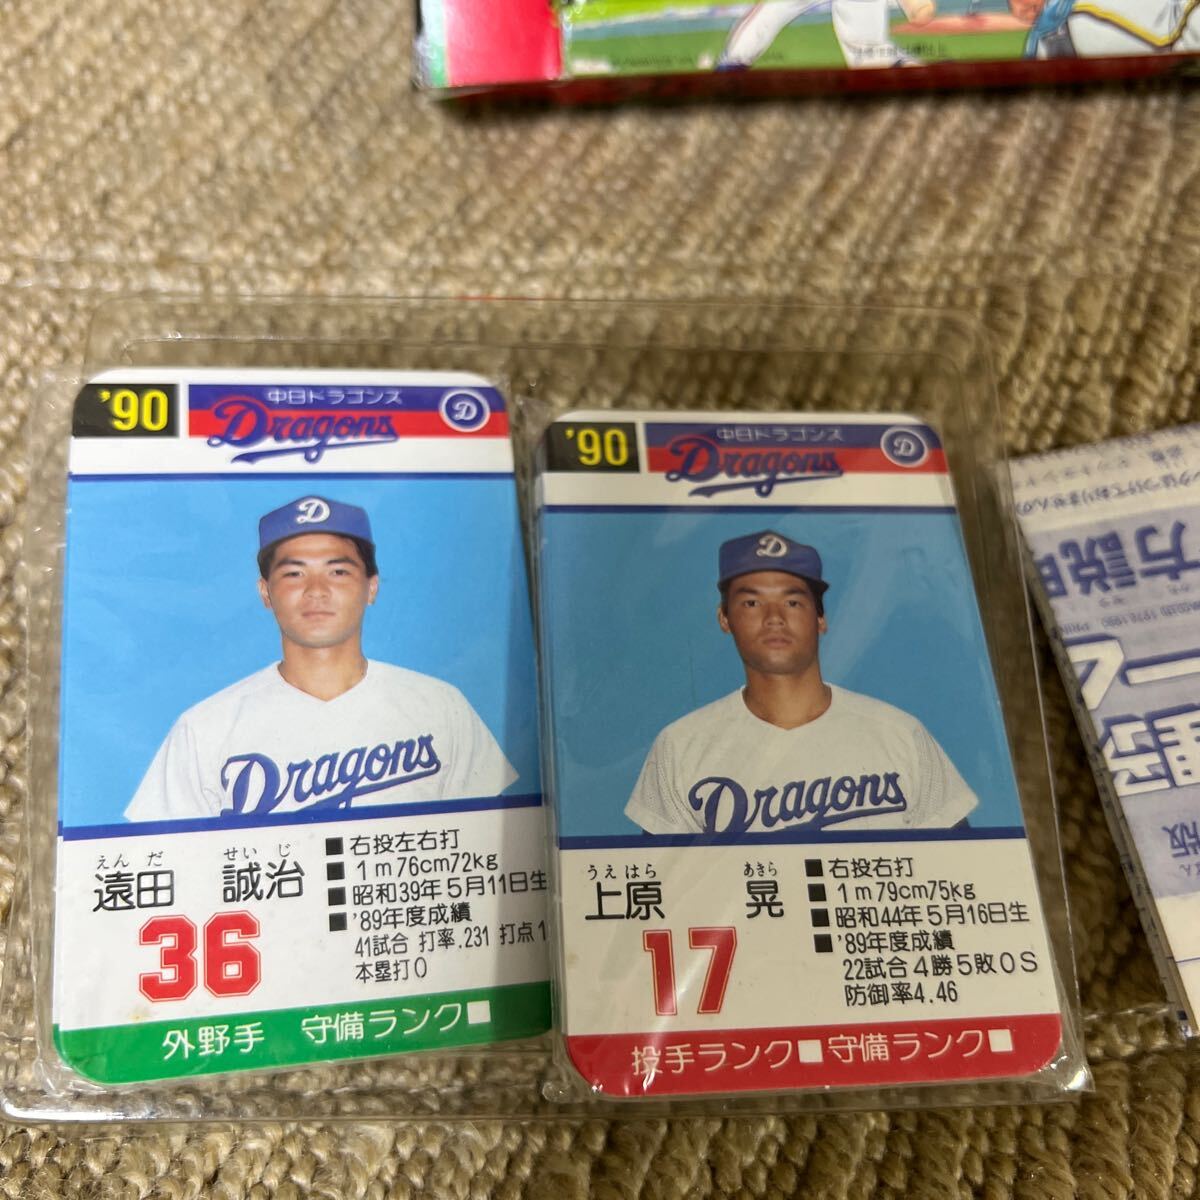 '90
中日ドラゴンズ
Dragons
D
D
Dragons
えんだ せいじ
遠田 誠治
36
■右投左右打
■1m76cm72kg
■昭和39年5月11日生
■'89年度成績
41試合 打率.231 打点1
本塁打0
外野手 守備ランク■
'90
中日ドラゴンズ
Dragons
D
D
Dragons
うえはら あきら
上原 晃
17
■右投右打
■1m79cm75kg
■昭和44年5月16日生
■'89年度成績
22試合4勝5敗0S
防御率4.46
投手ランク■守備ランク■
方説
版